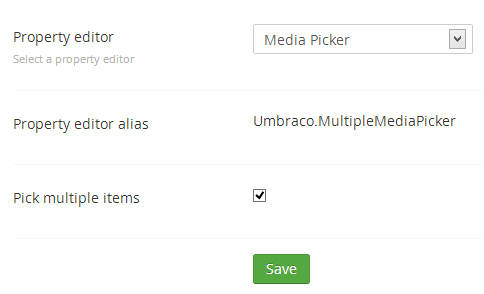 Property editor
Media Picker
Select a property editor
Property editor alias
Umbraco.MultipleMediaPicker
Pick multiple items
Save